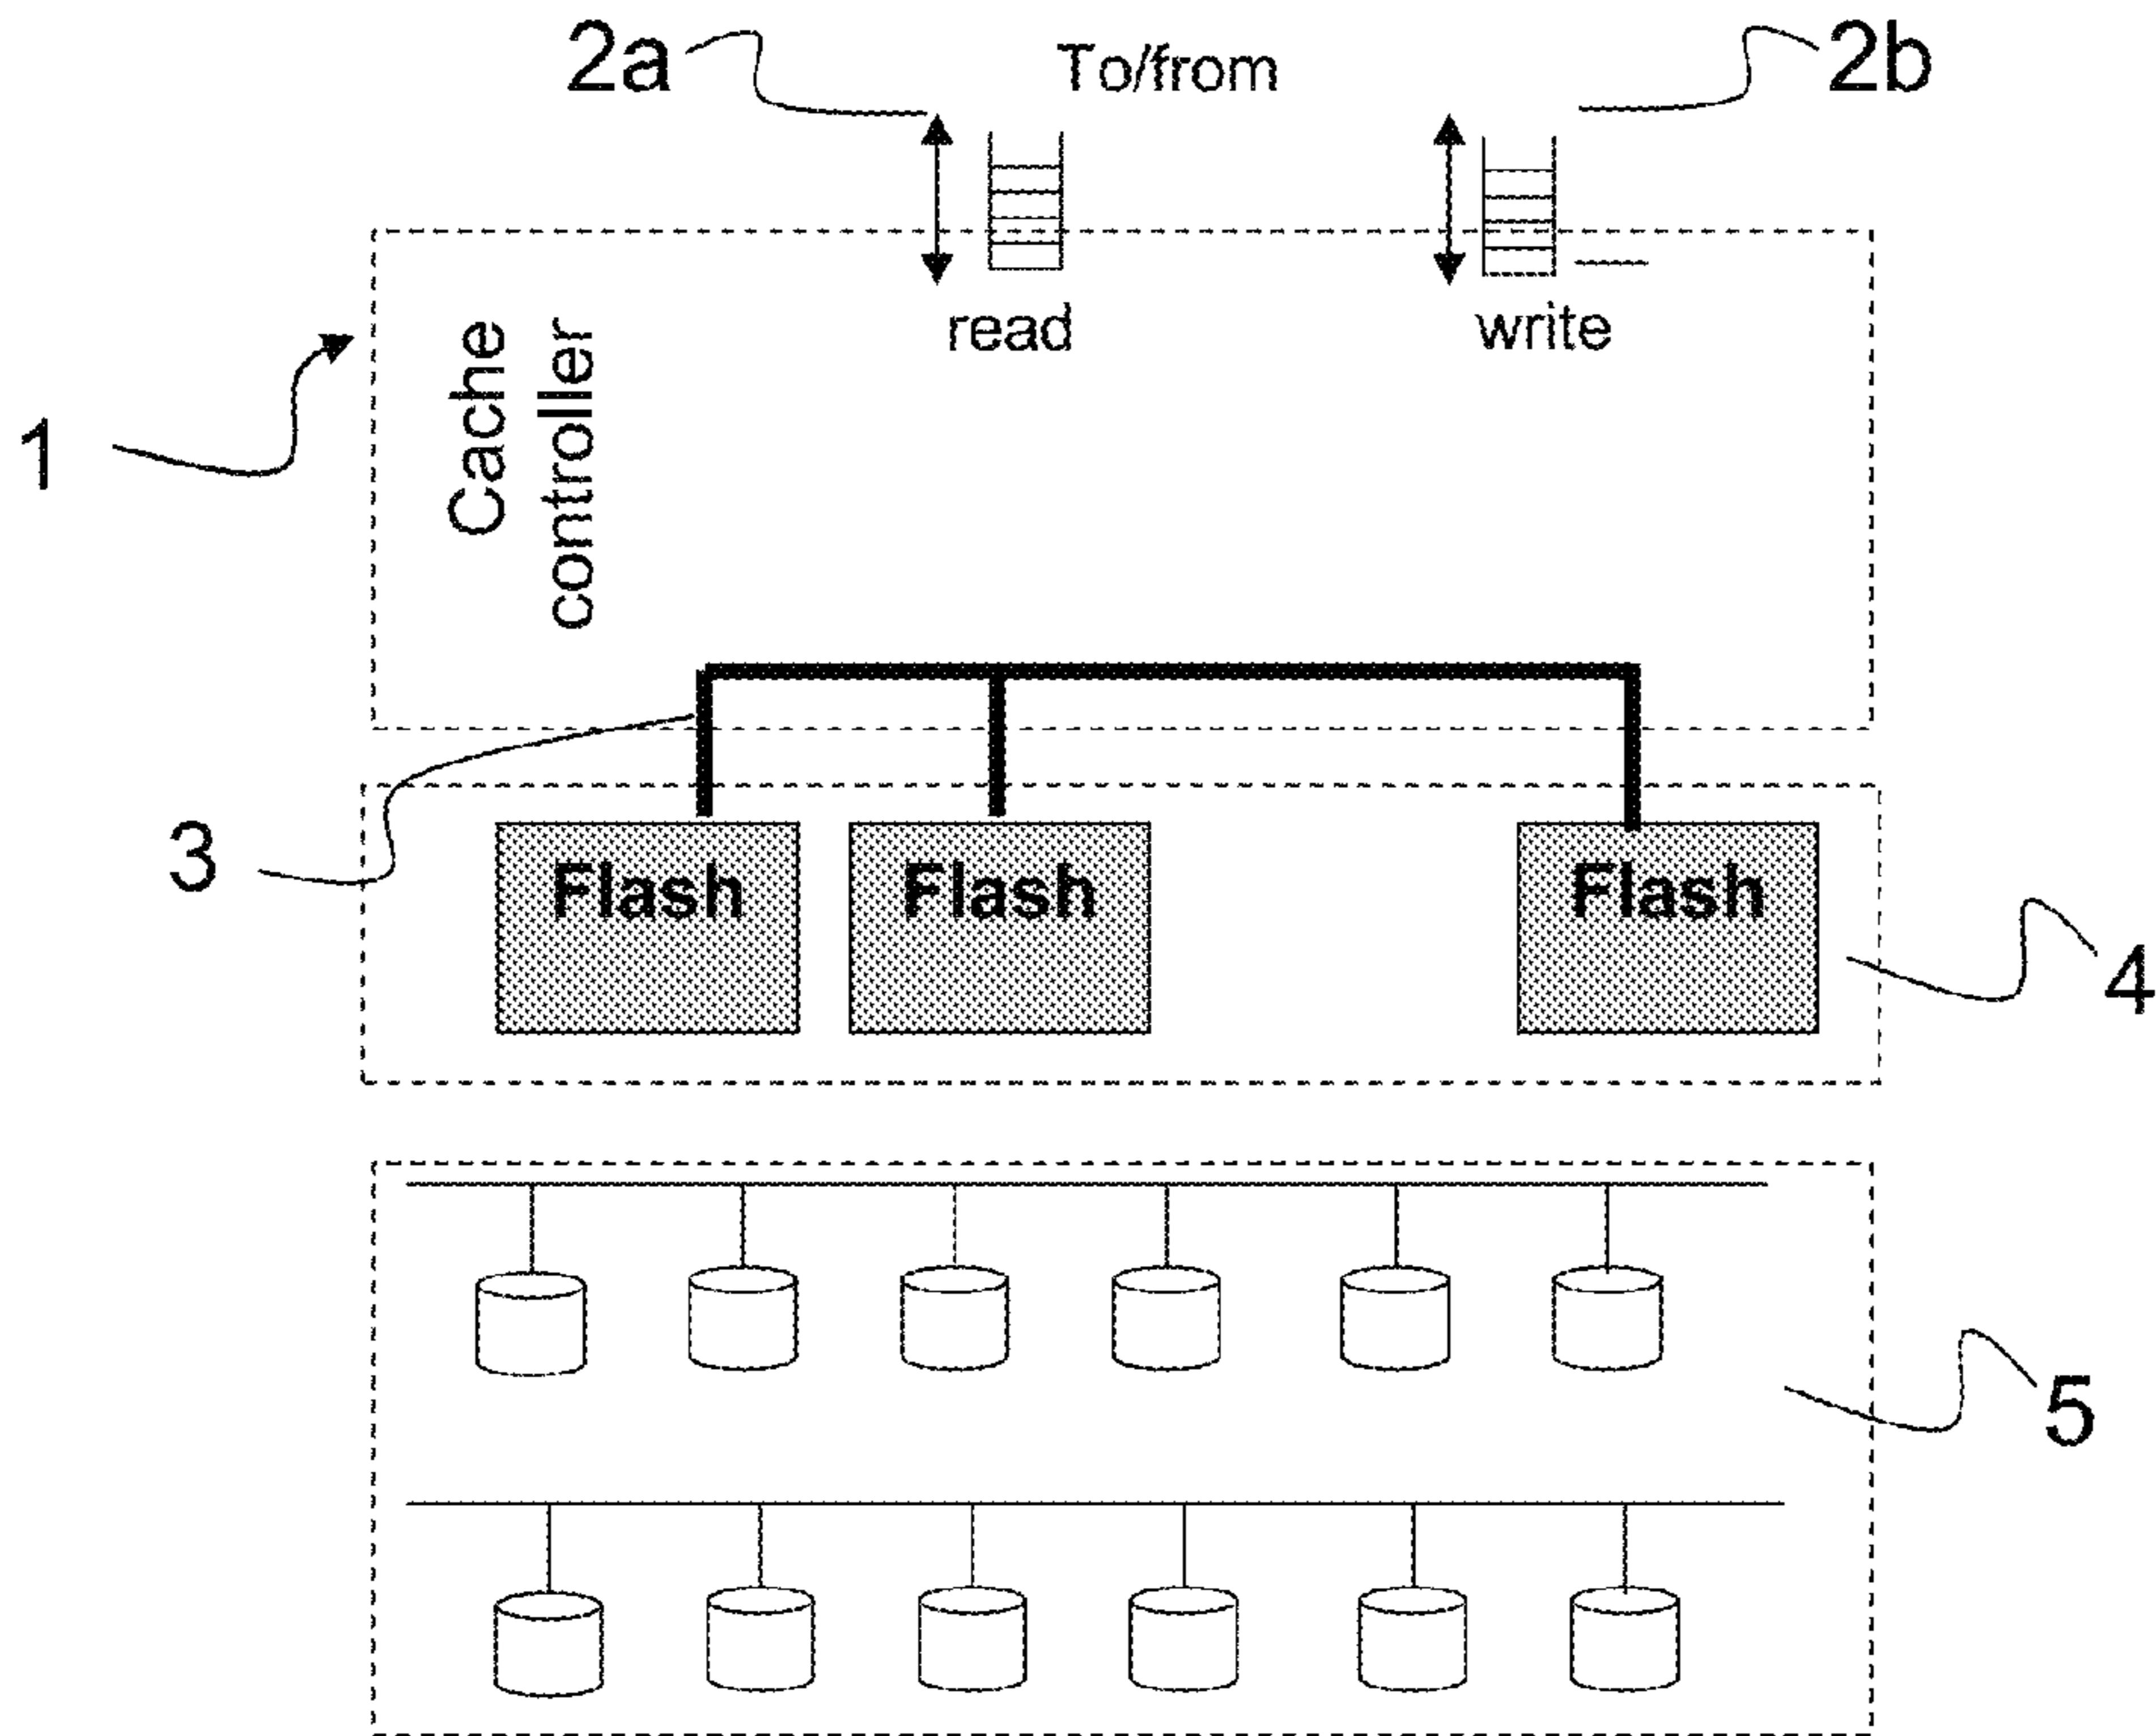 2a
To/from
2b
read
write
Cache
controller
1
3
Flash
Flash
Flash
4
5